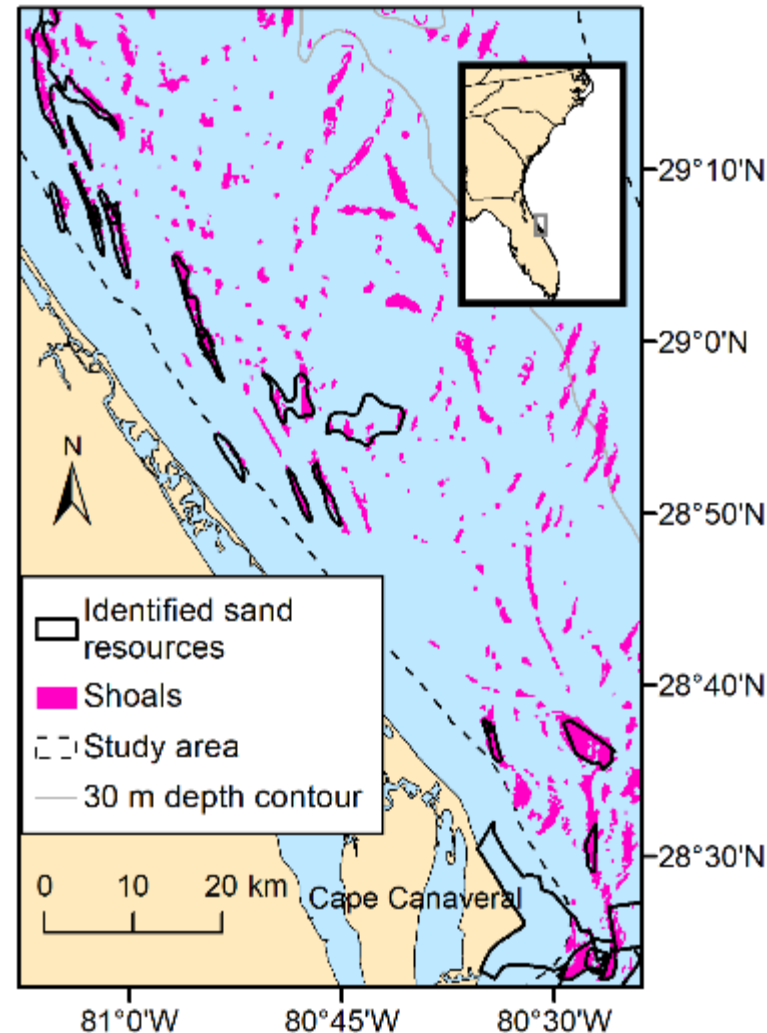 29°10'N
29°0'N
28°50'N
28°40'N
28°30'N
N
Identified sand
resources
Shoals
Study area
30 m depth contour
0 10 20 km
Cape Canaveral
81°0'W 80°45'W 80°30'W